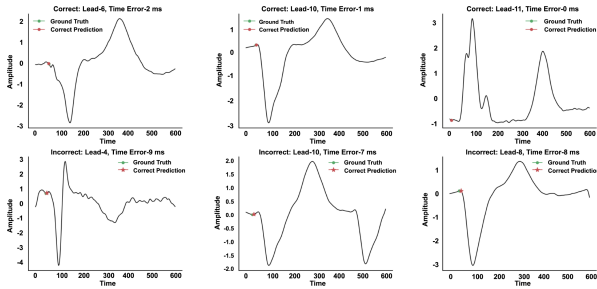 Correct: Lead-6, Time Error-2 ms
Ground Truth
Correct Prediction
Amplitude
2
1
0
-1
-2
-3
0 100 200 300 400 500 600
Time
Correct: Lead-10, Time Error-1 ms
Ground Truth
Correct Prediction
Amplitude
1
0
-1
-2
-3
0 100 200 300 400 500 600
Time
Correct: Lead-11, Time Error-0 ms
Ground Truth
Correct Prediction
Amplitude
3
2
1
0
-1
0 100 200 300 400 500 600
Time
Incorrect: Lead-4, Time Error-9 ms
Ground Truth
Correct Prediction
Amplitude
3
2
1
0
-1
-2
-3
-4
0 100 200 300 400 500 600
Time
Incorrect: Lead-10, Time Error-7 ms
Ground Truth
Correct Prediction
Amplitude
2.0
1.5
1.0
0.5
0.0
-0.5
-1.0
-1.5
-2.0
0 100 200 300 400 500 600
Time
Incorrect: Lead-8, Time Error-8 ms
Ground Truth
Correct Prediction
Amplitude
1
0
-1
-2
-3
0 100 200 300 400 500 600
Time